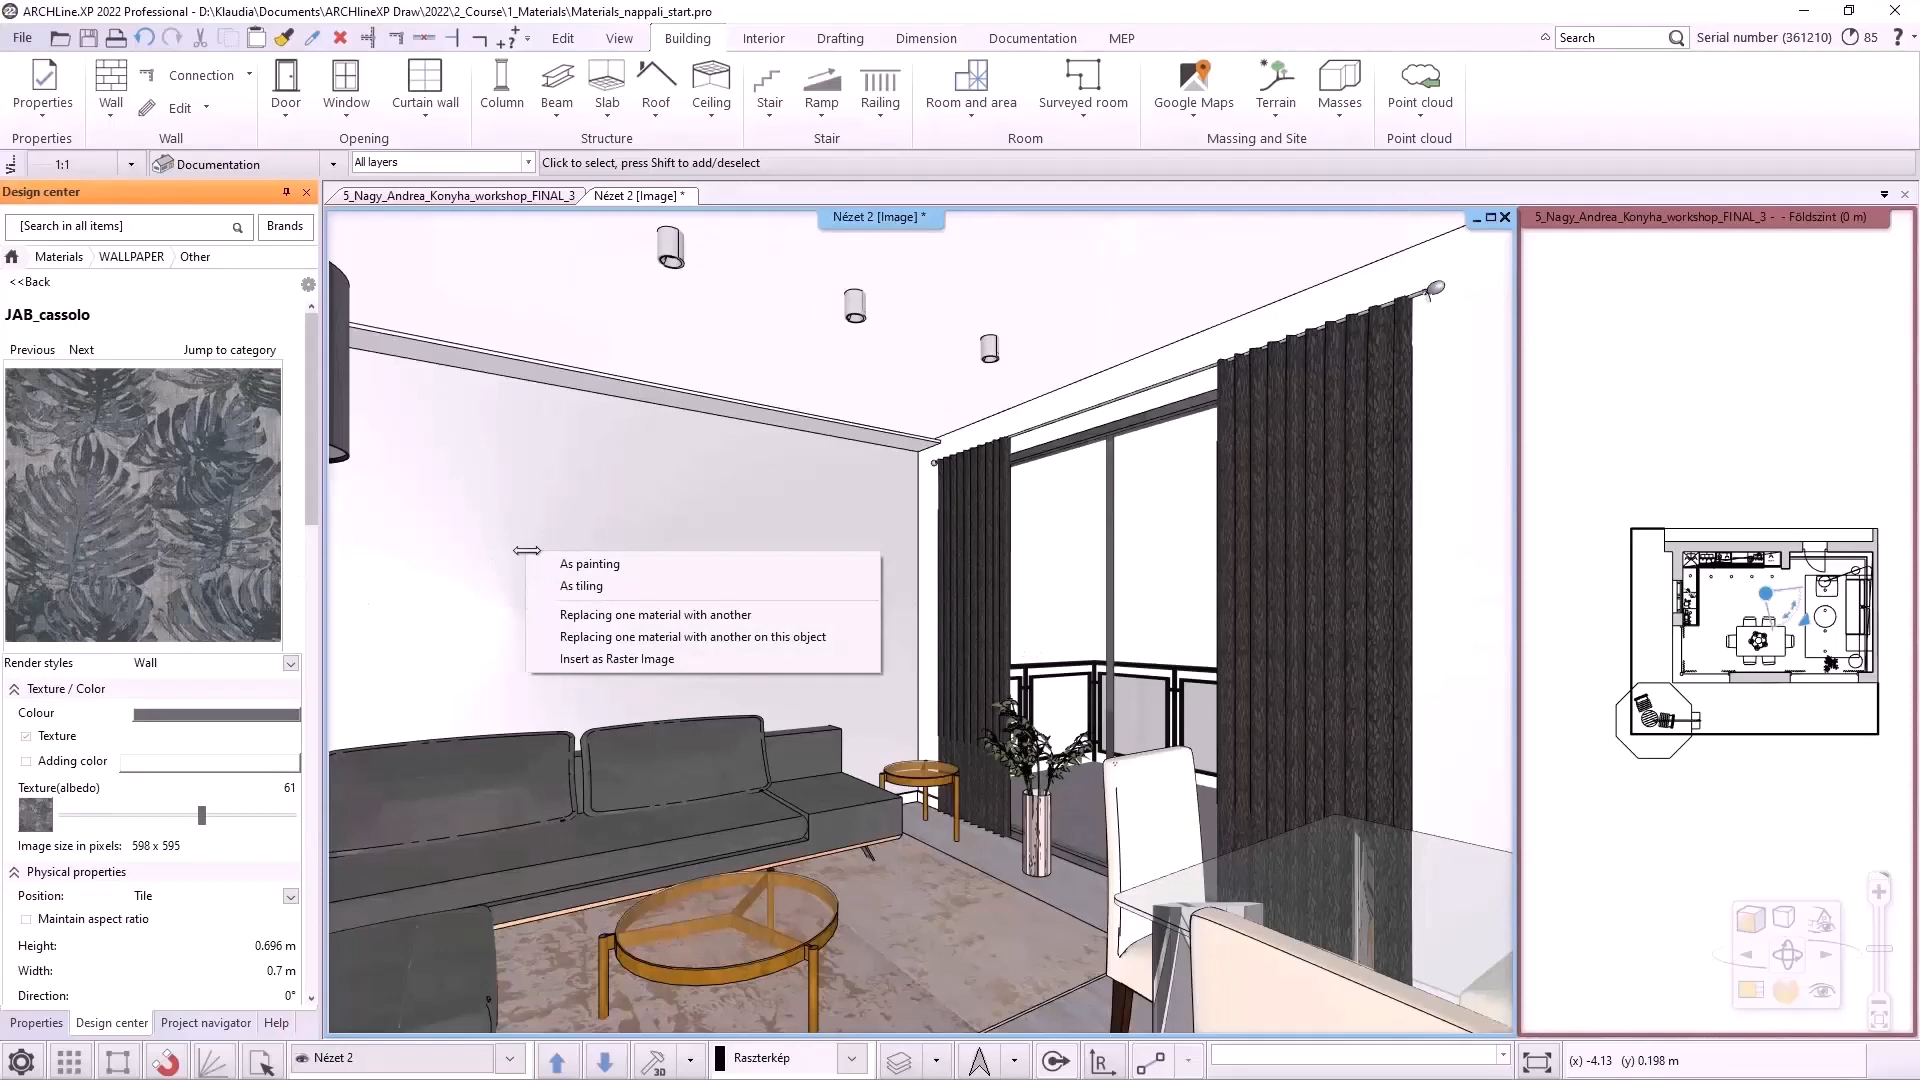 ARCHLine.XP 2022 Professional - D:\Klaudia\Documents\ARCHlineXP Draw\2022\2_Course\1_Materials\Materials_nappali_start.pro
File
Edit
View
Building
Interior
Drafting
Dimension
Documentation
MEP
Search
Serial number (361210)
85
Properties
Wall
Connection
Edit
Door
Window
Curtain wall
Column
Beam
Slab
Roof
Ceiling
Stair
Ramp
Railing
Room and area
Surveyed room
Google Maps
Terrain
Masses
Point cloud
Properties
Wall
Opening
Structure
Stair
Room
Massing and Site
Point cloud
1:1
Documentation
All layers
Click to select, press Shift to add/deselect
Design center
5_Nagy_Andrea_Konyha_workshop_FINAL_3
Nézet 2 [Image] *
Nézet 2 [Image] *
5_Nagy_Andrea_Konyha_workshop_FINAL_3 - - Földszint (0 m)
[Search in all items]
Brands
Materials
WALLPAPER
Other
<<Back
JAB_cassolo
Previous
Next
Jump to category
As painting
As tiling
Replacing one material with another
Replacing one material with another on this object
Insert as Raster Image
Render styles
Wall
Texture / Color
Colour
Texture
Adding color
Texture(albedo)
61
Image size in pixels: 598 x 595
Physical properties
Position:
Tile
Maintain aspect ratio
Height:
0.696 m
Width:
0.7 m
Direction:
0°
Properties
Design center
Project navigator
Help
Nézet 2
3D
Raszterkép
(x) -4.13 (y) 0.198 m